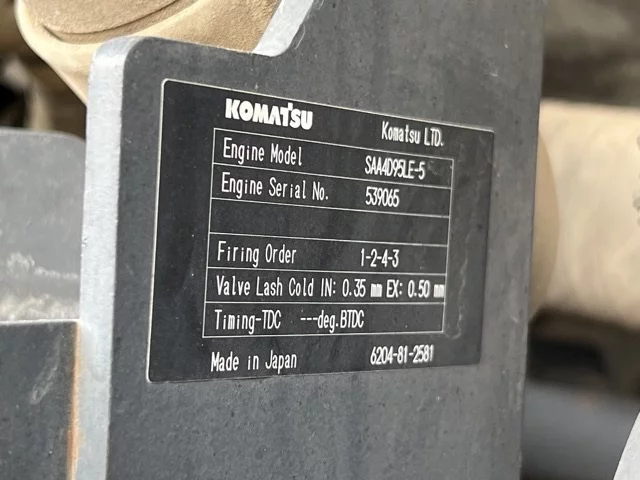 KOMATSU Komatsu LTD.
Engine Model SAA4D95LE-5
Engine Serial No. 539065
Firing Order 1-2-4-3
Valve Lash Cold IN: 0.35 mm EX: 0.50 mm
Timing-TDC ---deg.BTDC
Made in Japan 6204-81-2581